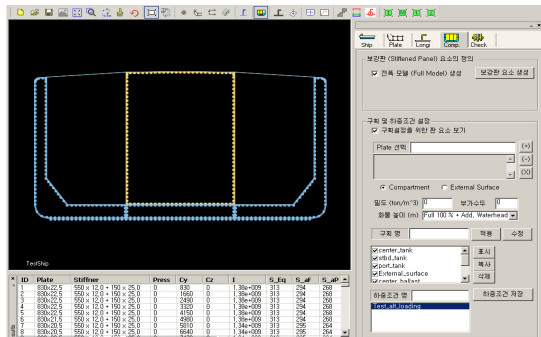 Ship Plate Longi Comp. Check
보강판 (Stiffened Panel) 요소의 정의
전폭 모델 (Full Model) 생성
보강판 요소 생성
구획 및 하중조건 설정
구획설정를 위한 판 요소 보기
Plate 선택
(+)
(-)
(X)
Compartment External Surface
밀도 (ton/m^3) 0 부가수두 0
화물 높이 (m) Full 100 % + Add, Waterhead
구획 명 적용 수정
center_tank
stbd_tank
port_tank
External_surface
center_ballast
표시
복사
삭제
하중조건 명
하중조건 저장
Test_alt_loading
TestShip
ID Plate Stiffner Press Cy Cz I S_Eq S_aF S_aP
1 830x22,5 550 x 12,0 + 150 x 25,0 0 830 0 1,38e+009 313 294 268
2 830x22,5 550 x 12,0 + 150 x 25,0 0 1660 0 1,38e+009 313 294 268
3 830x22,5 550 x 12,0 + 150 x 25,0 0 2490 0 1,38e+009 313 294 268
4 830x22,5 550 x 12,0 + 150 x 25,0 0 3320 0 1,38e+009 313 294 268
5 830x22,5 550 x 12,0 + 150 x 25,0 0 4150 0 1,38e+009 313 294 268
6 830x22,5 550 x 12,0 + 150 x 25,0 0 4980 0 1,38e+009 313 294 268
7 830x20,5 550 x 12,0 + 150 x 25,0 0 5810 0 1,34e+009 313 295 264
8 830x20,5 550 x 12,0 + 150 x 25,0 0 6640 0 1,34e+009 313 295 264